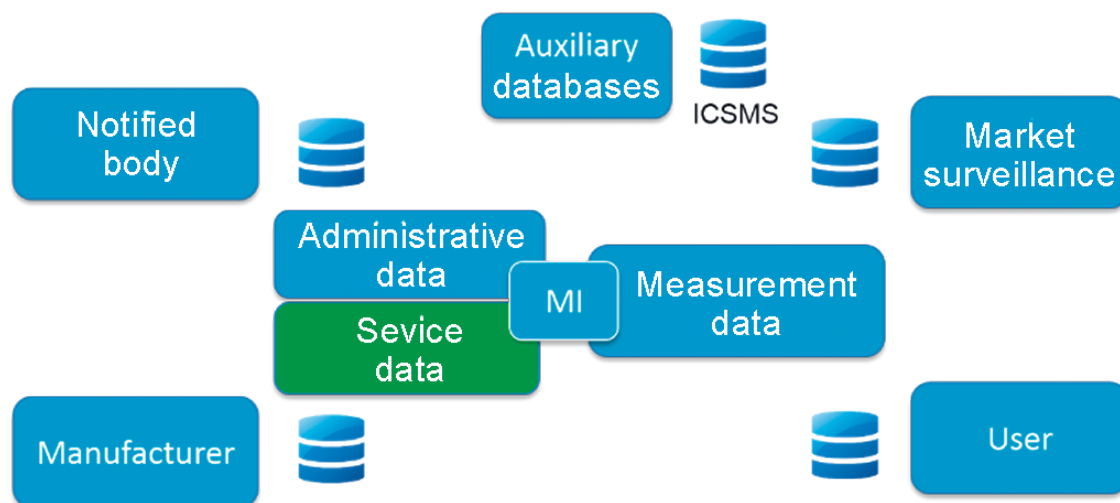 Auxiliary
databases
ICSMS
Notified
body
Market
surveillance
Administrative
data
MI
Measurement
data
Sevice
data
Manufacturer
User